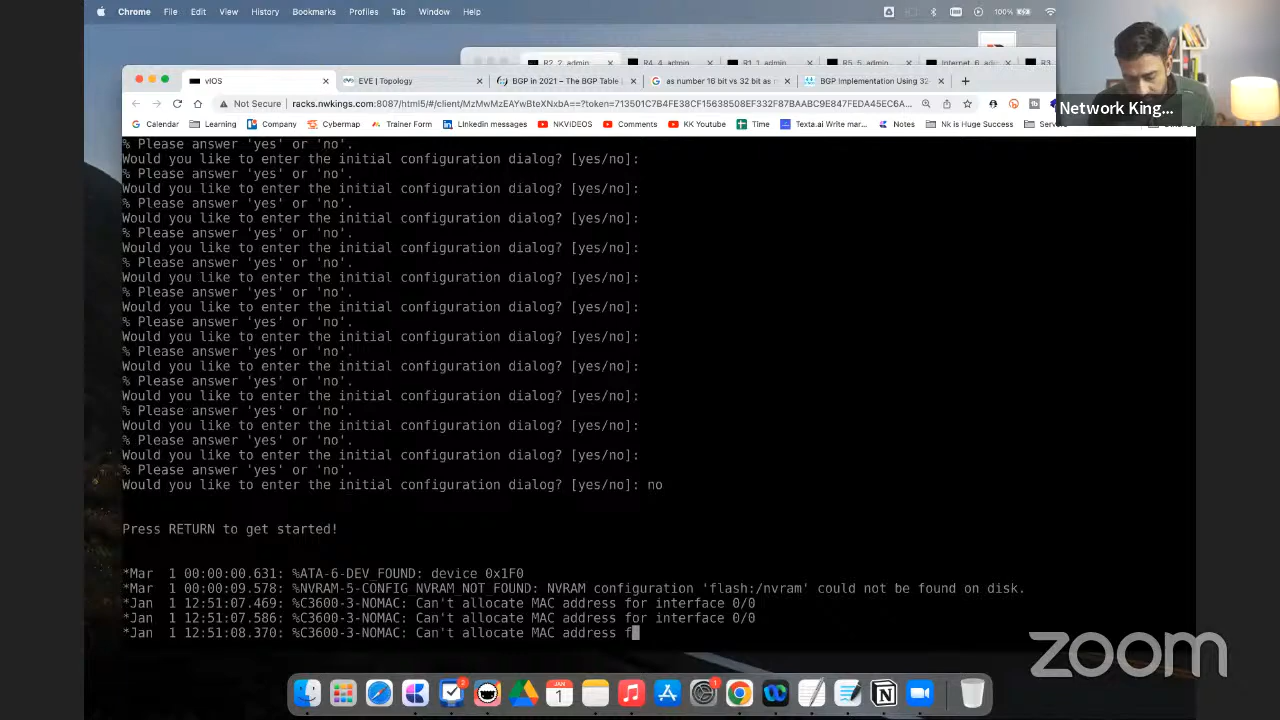 Chrome File Edit View History Bookmarks Profiles Tab Window Help 100%
R2_2_admin R4_4_admin R1_1_admin R5_5_admin Internet_6_admin R3
vIOS EVE | Topology BGP in 2021 – The BGP Table as number 16 bit vs 32 bit as n BGP Implementation Using 32
Not Secure racks.nwkings.com:8087/html5/#/client/MzMwMzEAYwBteXNxbA==?token=713501C7B4FE38CF15638508EF332F87BAABC9E847FEDA45EC6A...
Network King...
Calendar Learning Company Cybermap Trainer Form LInkedin messages NKVIDEOS Comments KK Youtube Time Texta.ai Write mar... Notes Nk is Huge Success Serve
% Please answer 'yes' or 'no'.
Would you like to enter the initial configuration dialog? [yes/no]:
% Please answer 'yes' or 'no'.
Would you like to enter the initial configuration dialog? [yes/no]:
% Please answer 'yes' or 'no'.
Would you like to enter the initial configuration dialog? [yes/no]:
% Please answer 'yes' or 'no'.
Would you like to enter the initial configuration dialog? [yes/no]:
% Please answer 'yes' or 'no'.
Would you like to enter the initial configuration dialog? [yes/no]:
% Please answer 'yes' or 'no'.
Would you like to enter the initial configuration dialog? [yes/no]:
% Please answer 'yes' or 'no'.
Would you like to enter the initial configuration dialog? [yes/no]:
% Please answer 'yes' or 'no'.
Would you like to enter the initial configuration dialog? [yes/no]:
% Please answer 'yes' or 'no'.
Would you like to enter the initial configuration dialog? [yes/no]:
% Please answer 'yes' or 'no'.
Would you like to enter the initial configuration dialog? [yes/no]:
% Please answer 'yes' or 'no'.
Would you like to enter the initial configuration dialog? [yes/no]:
% Please answer 'yes' or 'no'.
Would you like to enter the initial configuration dialog? [yes/no]: no
Press RETURN to get started!
*Mar  1 00:00:00.631: %ATA-6-DEV_FOUND: device 0x1F0
*Mar  1 00:00:09.578: %NVRAM-5-CONFIG_NVRAM_NOT_FOUND: NVRAM configuration 'flash:/nvram' could not be found on disk.
*Jan  1 12:51:07.469: %C3600-3-NOMAC: Can't allocate MAC address for interface 0/0
*Jan  1 12:51:07.586: %C3600-3-NOMAC: Can't allocate MAC address for interface 0/0
*Jan  1 12:51:08.370: %C3600-3-NOMAC: Can't allocate MAC address f
zoom
JAN
1
2
1